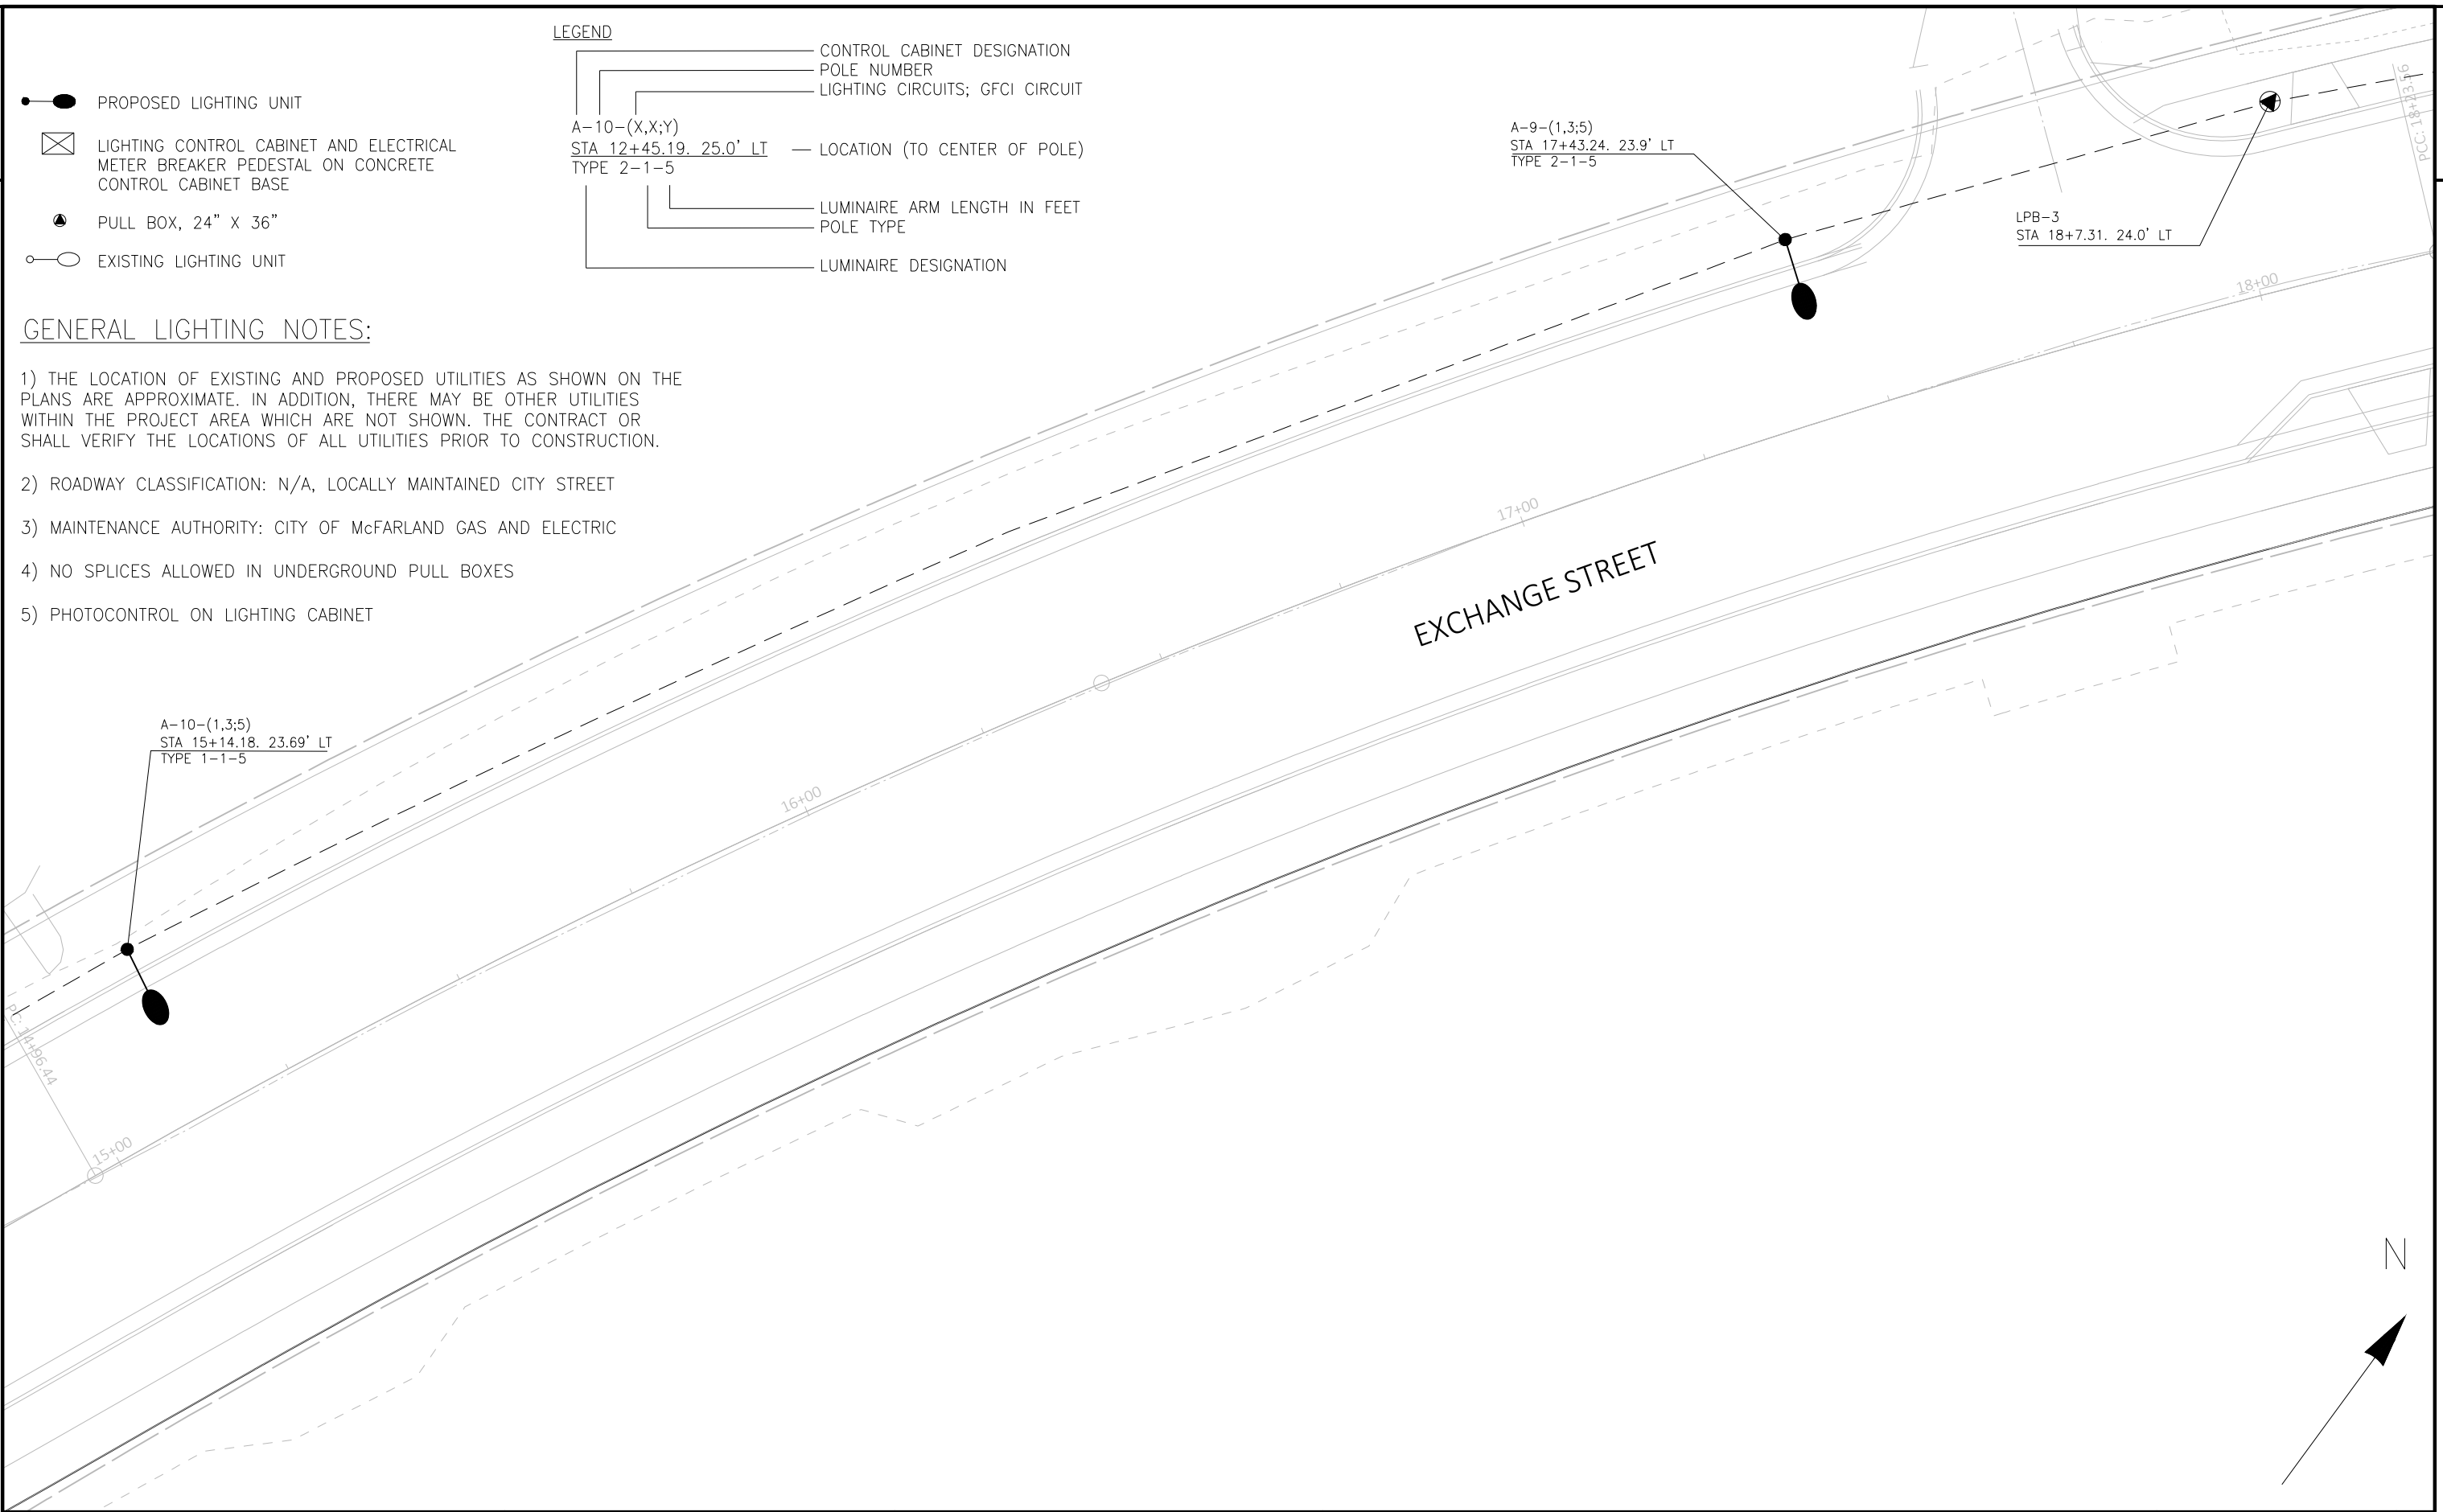 LEGEND
CONTROL CABINET DESIGNATION
POLE NUMBER
LIGHTING CIRCUITS; GFCI CIRCUIT
A-10-(X,X;Y)
STA 12+45.19. 25.0' LT
LOCATION (TO CENTER OF POLE)
TYPE 2-1-5
LUMINAIRE ARM LENGTH IN FEET
POLE TYPE
LUMINAIRE DESIGNATION
PROPOSED LIGHTING UNIT
LIGHTING CONTROL CABINET AND ELECTRICAL
METER BREAKER PEDESTAL ON CONCRETE
CONTROL CABINET BASE
PULL BOX, 24" X 36"
EXISTING LIGHTING UNIT
GENERAL LIGHTING NOTES:
1) THE LOCATION OF EXISTING AND PROPOSED UTILITIES AS SHOWN ON THE
PLANS ARE APPROXIMATE. IN ADDITION, THERE MAY BE OTHER UTILITIES
WITHIN THE PROJECT AREA WHICH ARE NOT SHOWN. THE CONTRACT OR
SHALL VERIFY THE LOCATIONS OF ALL UTILITIES PRIOR TO CONSTRUCTION.
2) ROADWAY CLASSIFICATION: N/A, LOCALLY MAINTAINED CITY STREET
3) MAINTENANCE AUTHORITY: CITY OF McFARLAND GAS AND ELECTRIC
4) NO SPLICES ALLOWED IN UNDERGROUND PULL BOXES
5) PHOTOCONTROL ON LIGHTING CABINET
A-9-(1,3;5)
STA 17+43.24. 23.9' LT
TYPE 2-1-5
LPB-3
STA 18+7.31. 24.0' LT
PCC: 18+23.56
18+00
17+00
EXCHANGE STREET
16+00
A-10-(1,3;5)
STA 15+14.18. 23.69' LT
TYPE 1-1-5
PC: 14+96.44
15+00
N